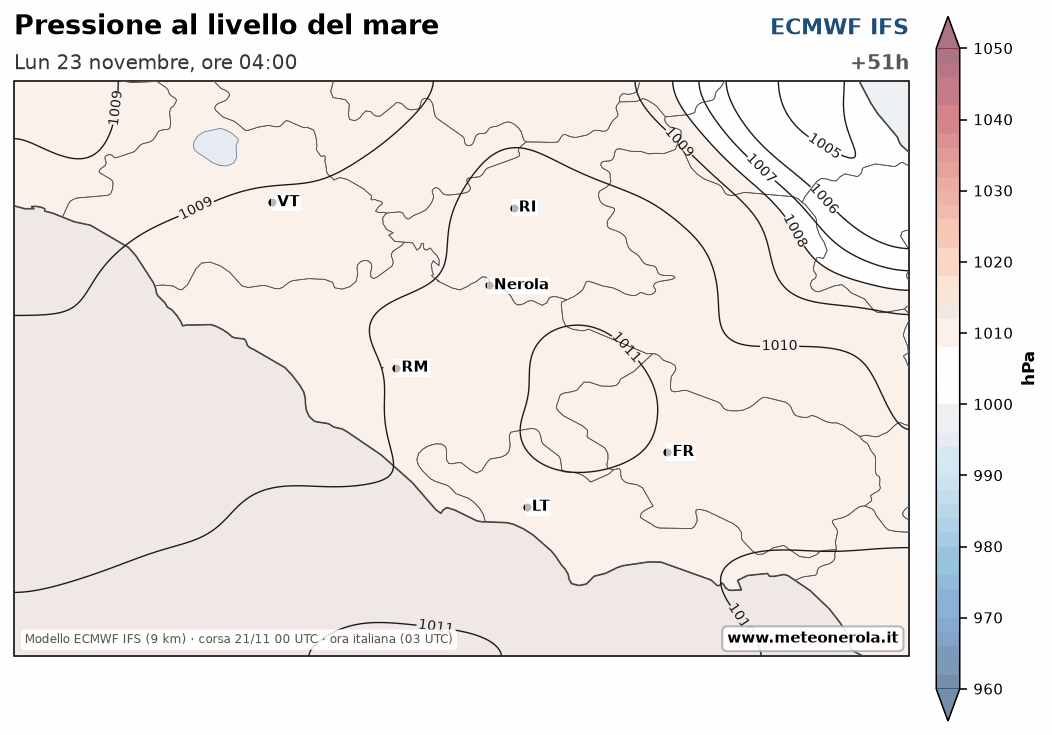 Pressione al livello del mare
ECMWF IFS
Lun 23 novembre, ore 04:00
+51h
1009
1009
1009
1007
1006
1005
1008
1010
1011
1011
101
VT
RI
Nerola
RM
FR
LT
Modello ECMWF IFS (9 km) · corsa 21/11 00 UTC · ora italiana (03 UTC)
www.meteonerola.it
1050
1040
1030
1020
1010
1000
990
980
970
960
hPa